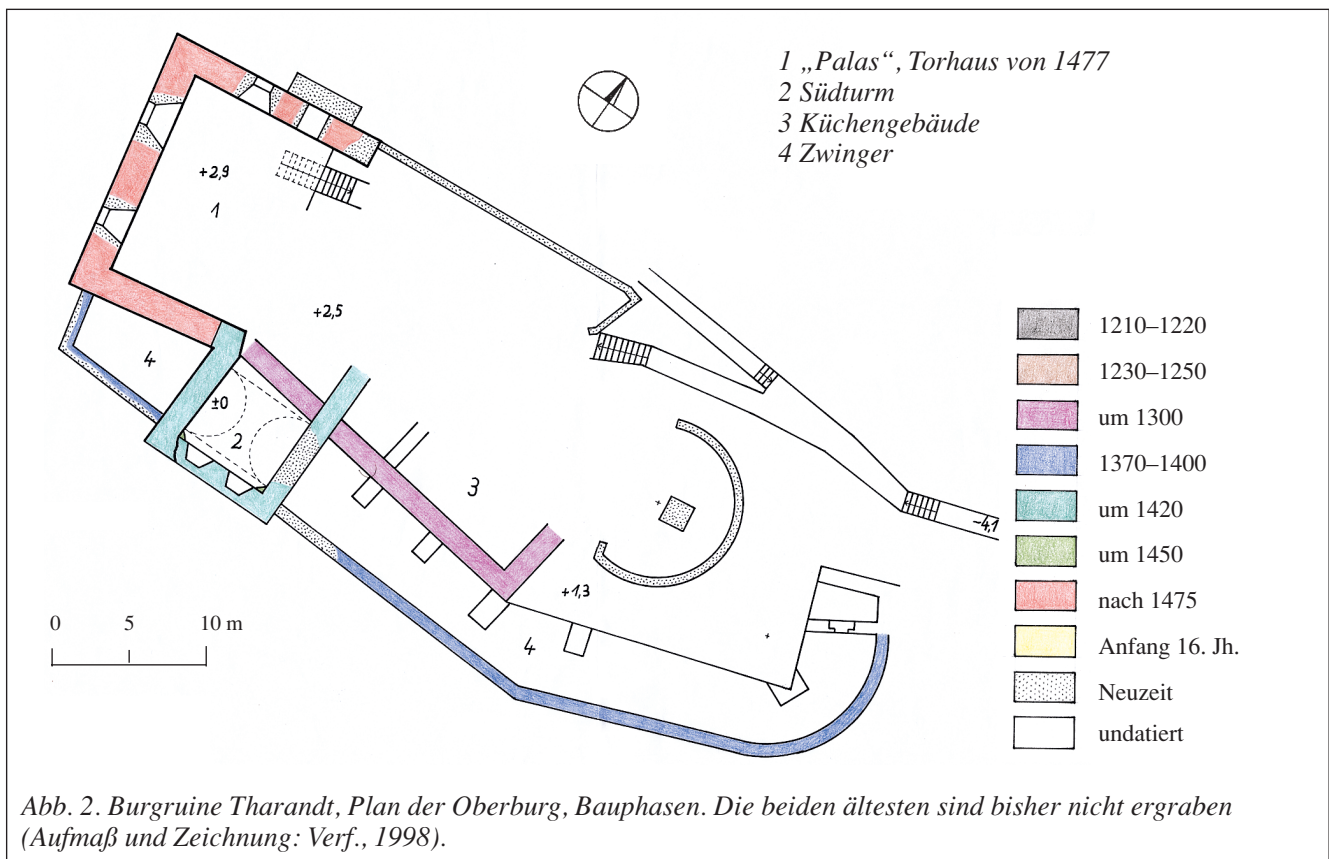 1 „Palas“, Torhaus von 1477
2 Südturm
3 Küchengebäude
4 Zwinger
+2,9
1
+2,5
4
±0
2
3
-4,1
+1,3
4
0 5 10 m
1210–1220
1230–1250
um 1300
1370–1400
um 1420
um 1450
nach 1475
Anfang 16. Jh.
Neuzeit
undatiert
Abb. 2. Burgruine Tharandt, Plan der Oberburg, Bauphasen. Die beiden ältesten sind bisher nicht ergraben
(Aufmaß und Zeichnung: Verf., 1998).